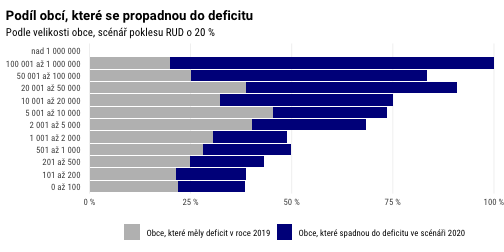 Podíl obcí, které se propadnou do deficitu
Podle velikosti obce, scénář poklesu RUD o 20 %
nad 1 000 000
100 001 až 1 000 000
50 001 až 100 000
20 001 až 50 000
10 001 až 20 000
5 001 až 10 000
2 001 až 5 000
1 001 až 2 000
501 až 1 000
201 až 500
101 až 200
0 až 100
0 % 25 % 50 % 75 % 100 %
Obce, které měly deficit v roce 2019 Obce, které spadnou do deficitu ve scénáři 2020